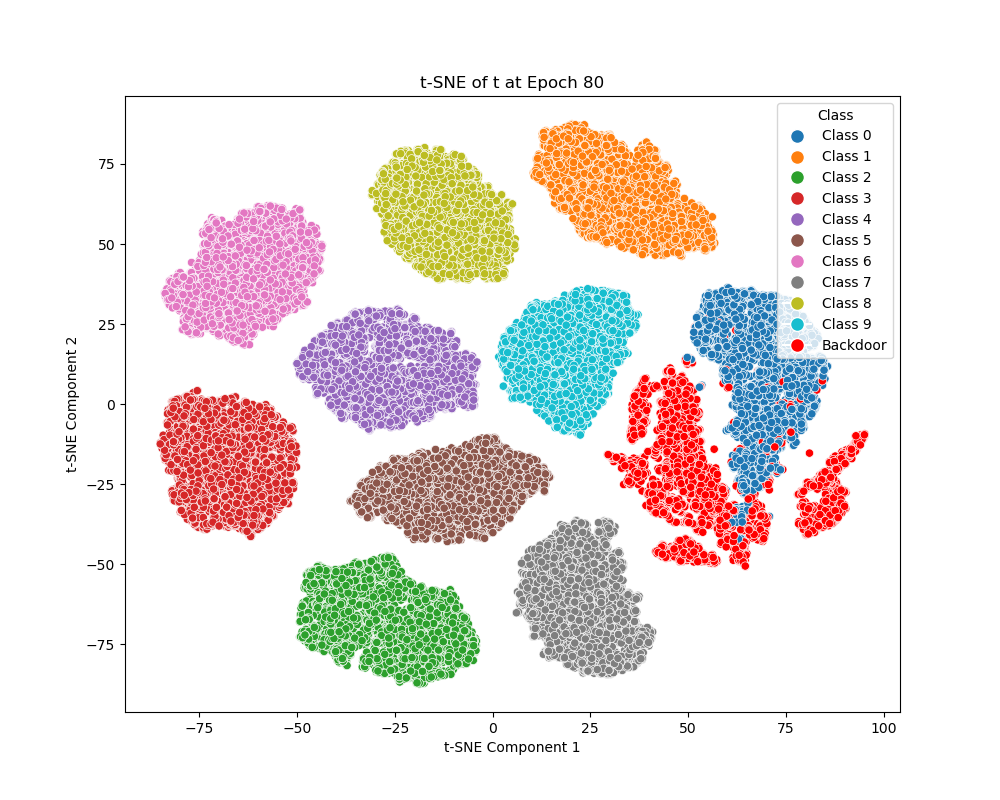 t-SNE of t at Epoch 80
Class
Class 0
Class 1
Class 2
Class 3
Class 4
Class 5
Class 6
Class 7
Class 8
Class 9
Backdoor
75
50
25
0
−25
−50
−75
t-SNE Component 2
−75
−50
−25
0
25
50
75
100
t-SNE Component 1